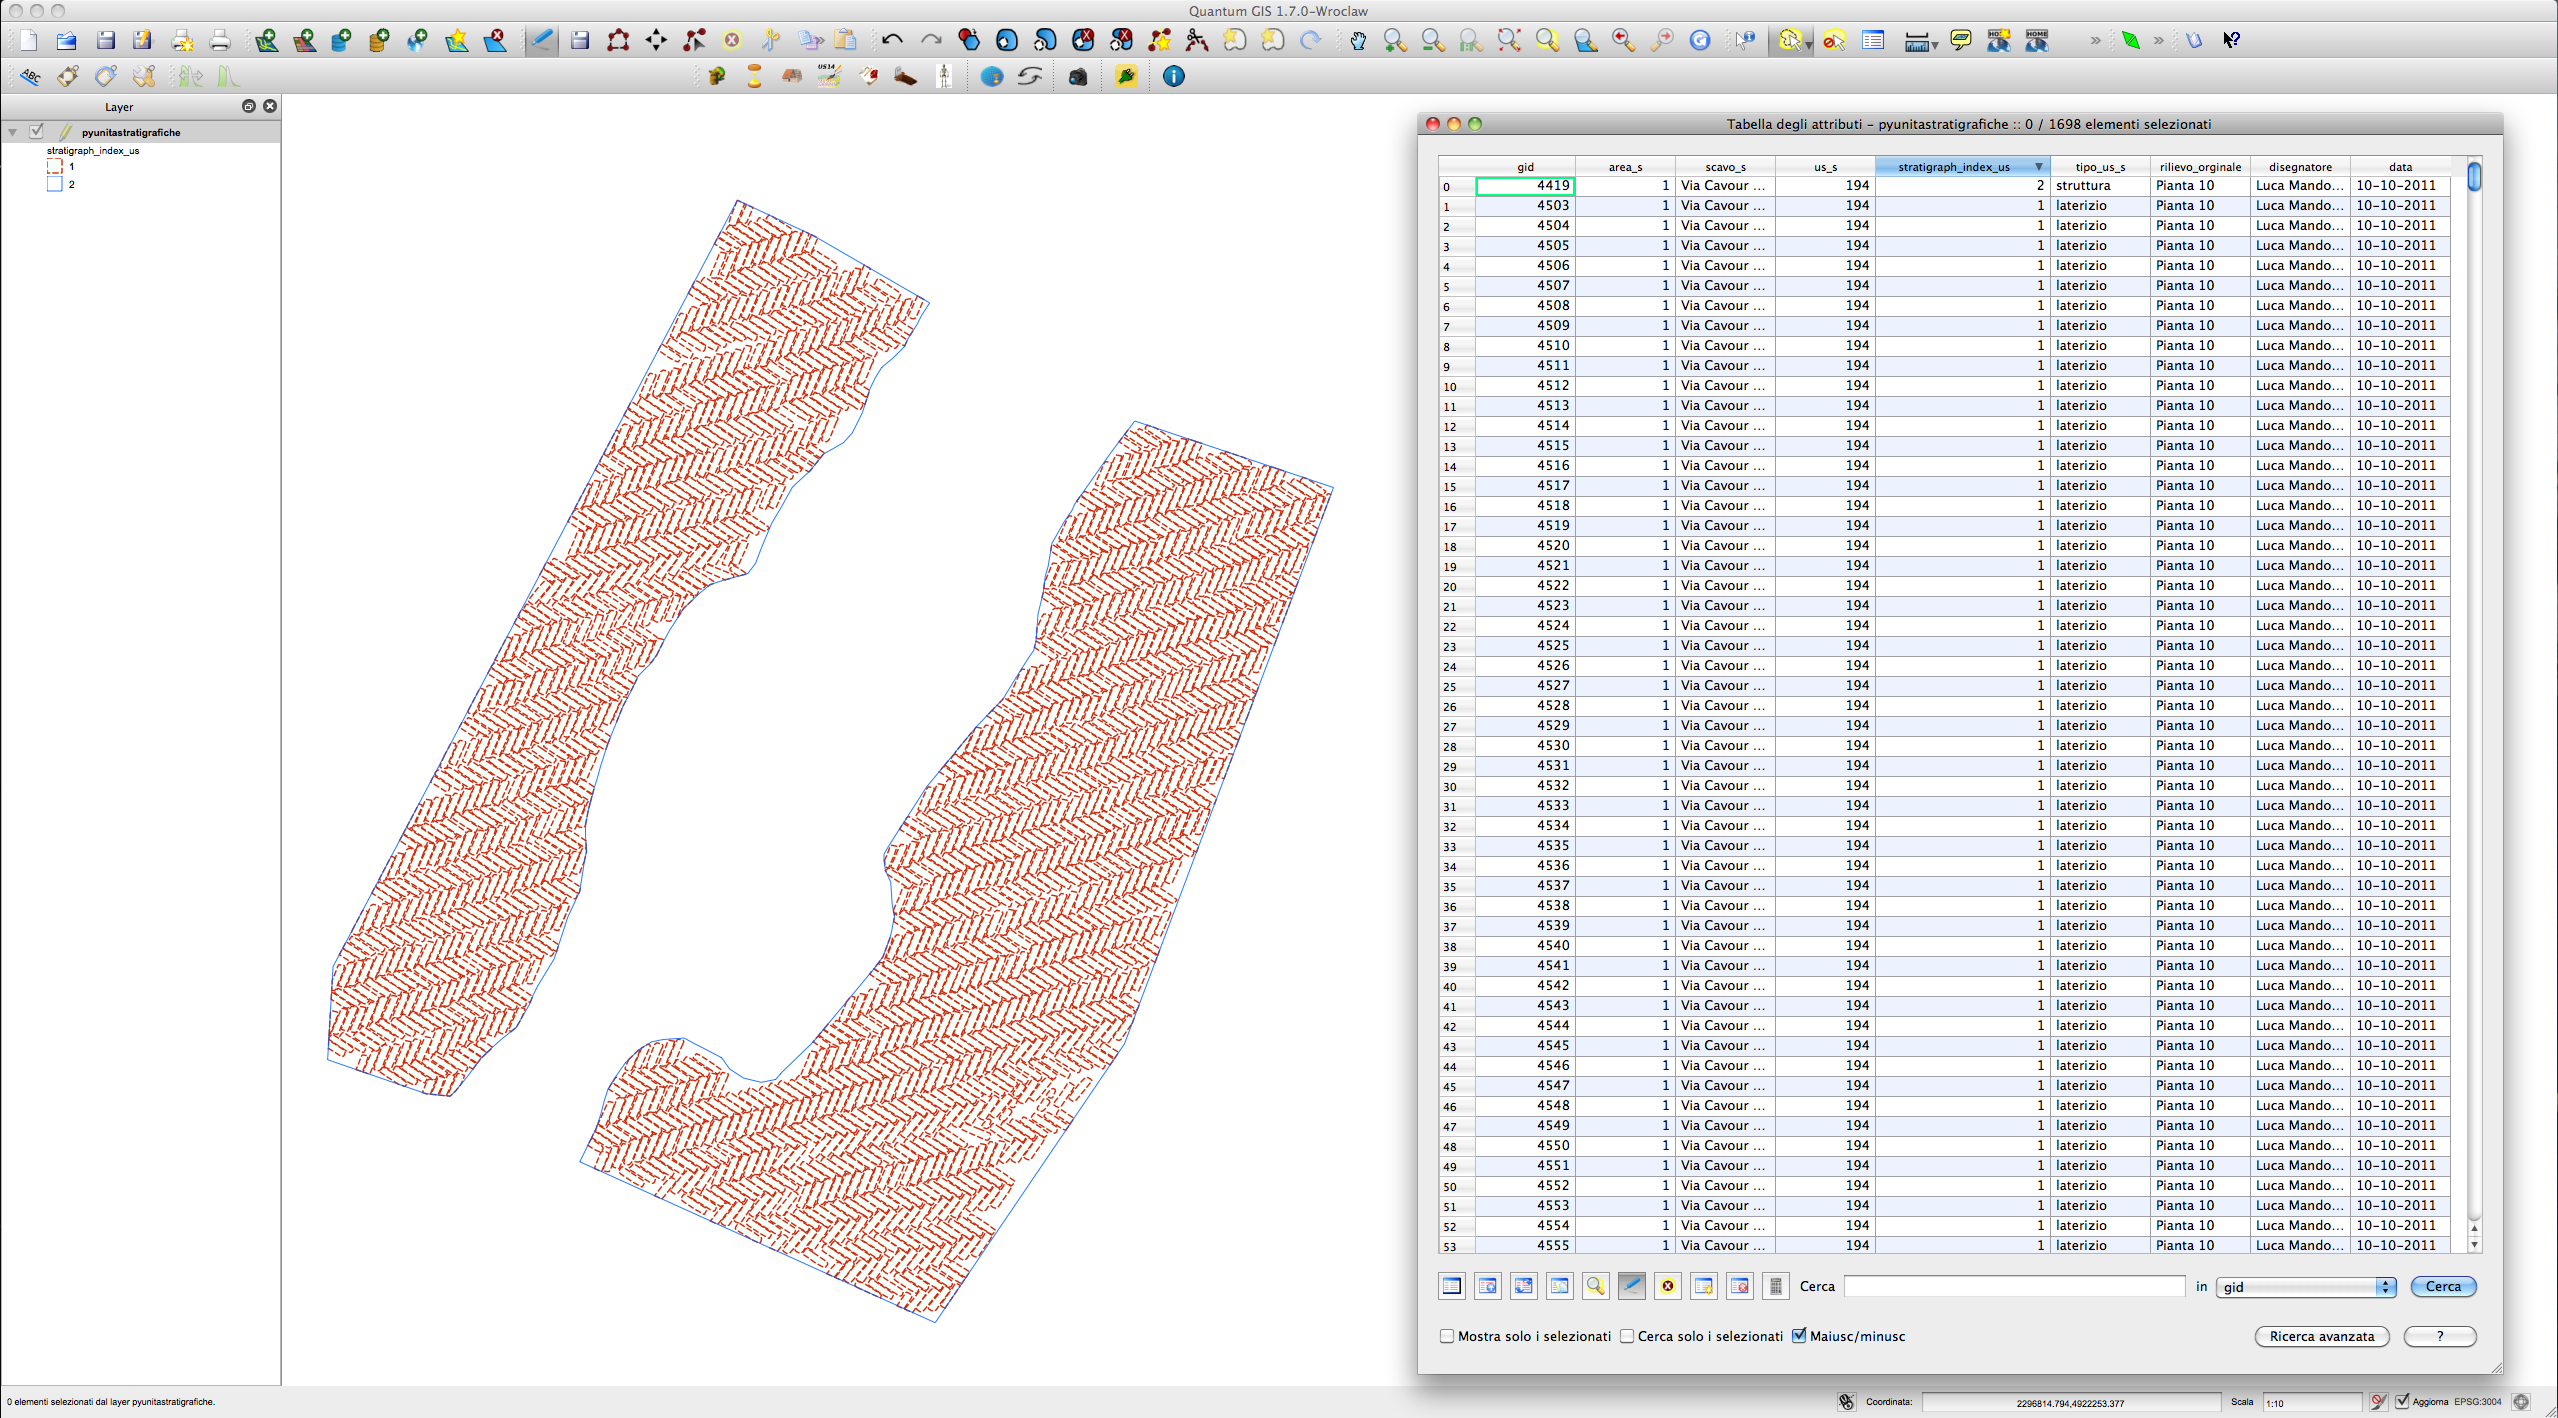 Quantum GIS 1.7.0-Wroclaw
ABC
US14
HOME
Layer
pyunitastratigrafiche
stratigraph_index_us
1
2
Tabella degli attributi - pyunitastratigrafiche :: 0 / 1698 elementi selezionati
gid area_s scavo_s us_s stratigraph_index_us tipo_us_s rilievo_orginale disegnatore data
0 4419 1 Via Cavour ... 194 2 struttura Pianta 10 Luca Mando... 10-10-2011
1 4503 1 Via Cavour ... 194 1 laterizio Pianta 10 Luca Mando... 10-10-2011
2 4504 1 Via Cavour ... 194 1 laterizio Pianta 10 Luca Mando... 10-10-2011
3 4505 1 Via Cavour ... 194 1 laterizio Pianta 10 Luca Mando... 10-10-2011
4 4506 1 Via Cavour ... 194 1 laterizio Pianta 10 Luca Mando... 10-10-2011
5 4507 1 Via Cavour ... 194 1 laterizio Pianta 10 Luca Mando... 10-10-2011
6 4508 1 Via Cavour ... 194 1 laterizio Pianta 10 Luca Mando... 10-10-2011
7 4509 1 Via Cavour ... 194 1 laterizio Pianta 10 Luca Mando... 10-10-2011
8 4510 1 Via Cavour ... 194 1 laterizio Pianta 10 Luca Mando... 10-10-2011
9 4511 1 Via Cavour ... 194 1 laterizio Pianta 10 Luca Mando... 10-10-2011
10 4512 1 Via Cavour ... 194 1 laterizio Pianta 10 Luca Mando... 10-10-2011
11 4513 1 Via Cavour ... 194 1 laterizio Pianta 10 Luca Mando... 10-10-2011
12 4514 1 Via Cavour ... 194 1 laterizio Pianta 10 Luca Mando... 10-10-2011
13 4515 1 Via Cavour ... 194 1 laterizio Pianta 10 Luca Mando... 10-10-2011
14 4516 1 Via Cavour ... 194 1 laterizio Pianta 10 Luca Mando... 10-10-2011
15 4517 1 Via Cavour ... 194 1 laterizio Pianta 10 Luca Mando... 10-10-2011
16 4518 1 Via Cavour ... 194 1 laterizio Pianta 10 Luca Mando... 10-10-2011
17 4519 1 Via Cavour ... 194 1 laterizio Pianta 10 Luca Mando... 10-10-2011
18 4520 1 Via Cavour ... 194 1 laterizio Pianta 10 Luca Mando... 10-10-2011
19 4521 1 Via Cavour ... 194 1 laterizio Pianta 10 Luca Mando... 10-10-2011
20 4522 1 Via Cavour ... 194 1 laterizio Pianta 10 Luca Mando... 10-10-2011
21 4523 1 Via Cavour ... 194 1 laterizio Pianta 10 Luca Mando... 10-10-2011
22 4524 1 Via Cavour ... 194 1 laterizio Pianta 10 Luca Mando... 10-10-2011
23 4525 1 Via Cavour ... 194 1 laterizio Pianta 10 Luca Mando... 10-10-2011
24 4526 1 Via Cavour ... 194 1 laterizio Pianta 10 Luca Mando... 10-10-2011
25 4527 1 Via Cavour ... 194 1 laterizio Pianta 10 Luca Mando... 10-10-2011
26 4528 1 Via Cavour ... 194 1 laterizio Pianta 10 Luca Mando... 10-10-2011
27 4529 1 Via Cavour ... 194 1 laterizio Pianta 10 Luca Mando... 10-10-2011
28 4530 1 Via Cavour ... 194 1 laterizio Pianta 10 Luca Mando... 10-10-2011
29 4531 1 Via Cavour ... 194 1 laterizio Pianta 10 Luca Mando... 10-10-2011
30 4532 1 Via Cavour ... 194 1 laterizio Pianta 10 Luca Mando... 10-10-2011
31 4533 1 Via Cavour ... 194 1 laterizio Pianta 10 Luca Mando... 10-10-2011
32 4534 1 Via Cavour ... 194 1 laterizio Pianta 10 Luca Mando... 10-10-2011
33 4535 1 Via Cavour ... 194 1 laterizio Pianta 10 Luca Mando... 10-10-2011
34 4536 1 Via Cavour ... 194 1 laterizio Pianta 10 Luca Mando... 10-10-2011
35 4537 1 Via Cavour ... 194 1 laterizio Pianta 10 Luca Mando... 10-10-2011
36 4538 1 Via Cavour ... 194 1 laterizio Pianta 10 Luca Mando... 10-10-2011
37 4539 1 Via Cavour ... 194 1 laterizio Pianta 10 Luca Mando... 10-10-2011
38 4540 1 Via Cavour ... 194 1 laterizio Pianta 10 Luca Mando... 10-10-2011
39 4541 1 Via Cavour ... 194 1 laterizio Pianta 10 Luca Mando... 10-10-2011
40 4542 1 Via Cavour ... 194 1 laterizio Pianta 10 Luca Mando... 10-10-2011
41 4543 1 Via Cavour ... 194 1 laterizio Pianta 10 Luca Mando... 10-10-2011
42 4544 1 Via Cavour ... 194 1 laterizio Pianta 10 Luca Mando... 10-10-2011
43 4545 1 Via Cavour ... 194 1 laterizio Pianta 10 Luca Mando... 10-10-2011
44 4546 1 Via Cavour ... 194 1 laterizio Pianta 10 Luca Mando... 10-10-2011
45 4547 1 Via Cavour ... 194 1 laterizio Pianta 10 Luca Mando... 10-10-2011
46 4548 1 Via Cavour ... 194 1 laterizio Pianta 10 Luca Mando... 10-10-2011
47 4549 1 Via Cavour ... 194 1 laterizio Pianta 10 Luca Mando... 10-10-2011
48 4550 1 Via Cavour ... 194 1 laterizio Pianta 10 Luca Mando... 10-10-2011
49 4551 1 Via Cavour ... 194 1 laterizio Pianta 10 Luca Mando... 10-10-2011
50 4552 1 Via Cavour ... 194 1 laterizio Pianta 10 Luca Mando... 10-10-2011
51 4553 1 Via Cavour ... 194 1 laterizio Pianta 10 Luca Mando... 10-10-2011
52 4554 1 Via Cavour ... 194 1 laterizio Pianta 10 Luca Mando... 10-10-2011
53 4555 1 Via Cavour ... 194 1 laterizio Pianta 10 Luca Mando... 10-10-2011
Cerca in gid Cerca
Mostra solo i selezionati Cerca solo i selezionati Maiusc/minusc Ricerca avanzata ?
0 elementi selezionati dal layer pyunitastratigrafiche. Coordinata: 2296814.794,4922253.377 Scala 1:10 Aggiorna EPSG:3004